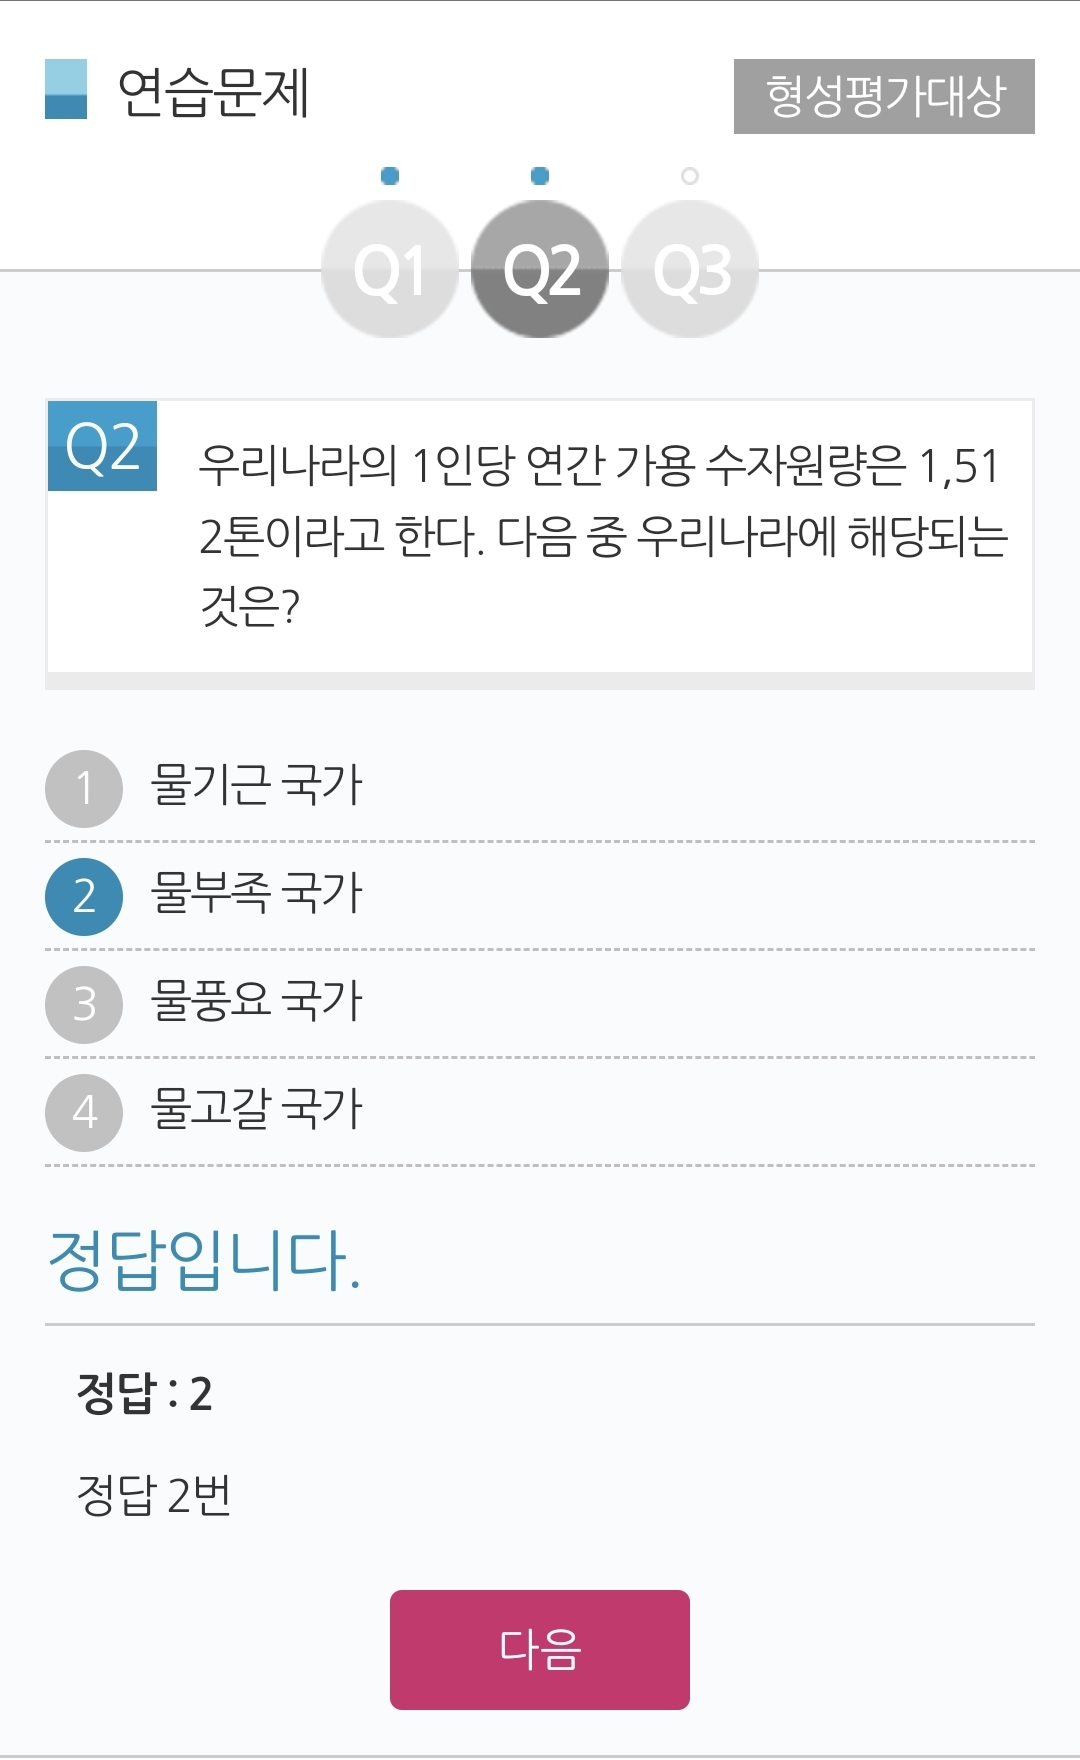 연습문제
형성평가대상
Q1 Q2 Q3
Q2
우리나라의 1인당 연간 가용 수자원량은 1,51
2톤이라고 한다. 다음 중 우리나라에 해당되는
것은?
1 물기근 국가
2 물부족 국가
3 물풍요 국가
4 물고갈 국가
정답입니다.
정답 : 2
정답 2번
다음